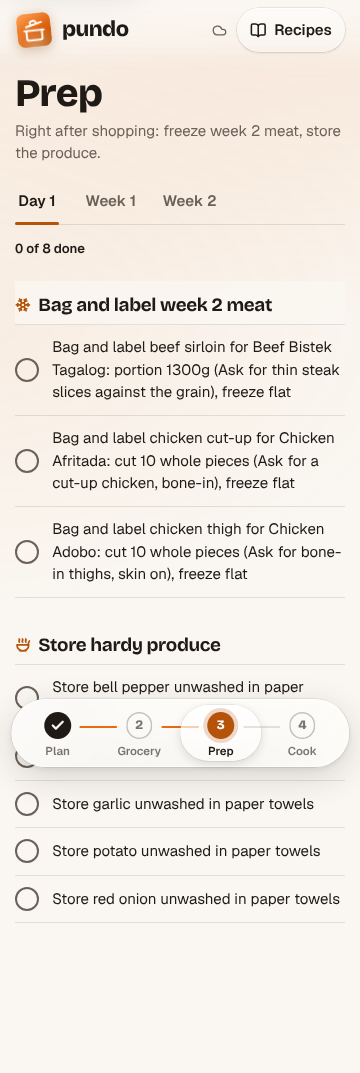 pundo
Recipes
Prep
Right after shopping: freeze week 2 meat, store
the produce.
Day 1
Week 1
Week 2
0 of 8 done
Bag and label week 2 meat
Bag and label beef sirloin for Beef Bistek
Tagalog: portion 1300g (Ask for thin steak
slices against the grain), freeze flat
Bag and label chicken cut-up for Chicken
Afritada: cut 10 whole pieces (Ask for a
cut-up chicken, bone-in), freeze flat
Bag and label chicken thigh for Chicken
Adobo: cut 10 whole pieces (Ask for bone-
in thighs, skin on), freeze flat
Store hardy produce
Store bell pepper unwashed in paper
2
3
4
Plan
Grocery
Prep
Cook
Store garlic unwashed in paper towels
Store potato unwashed in paper towels
Store red onion unwashed in paper towels